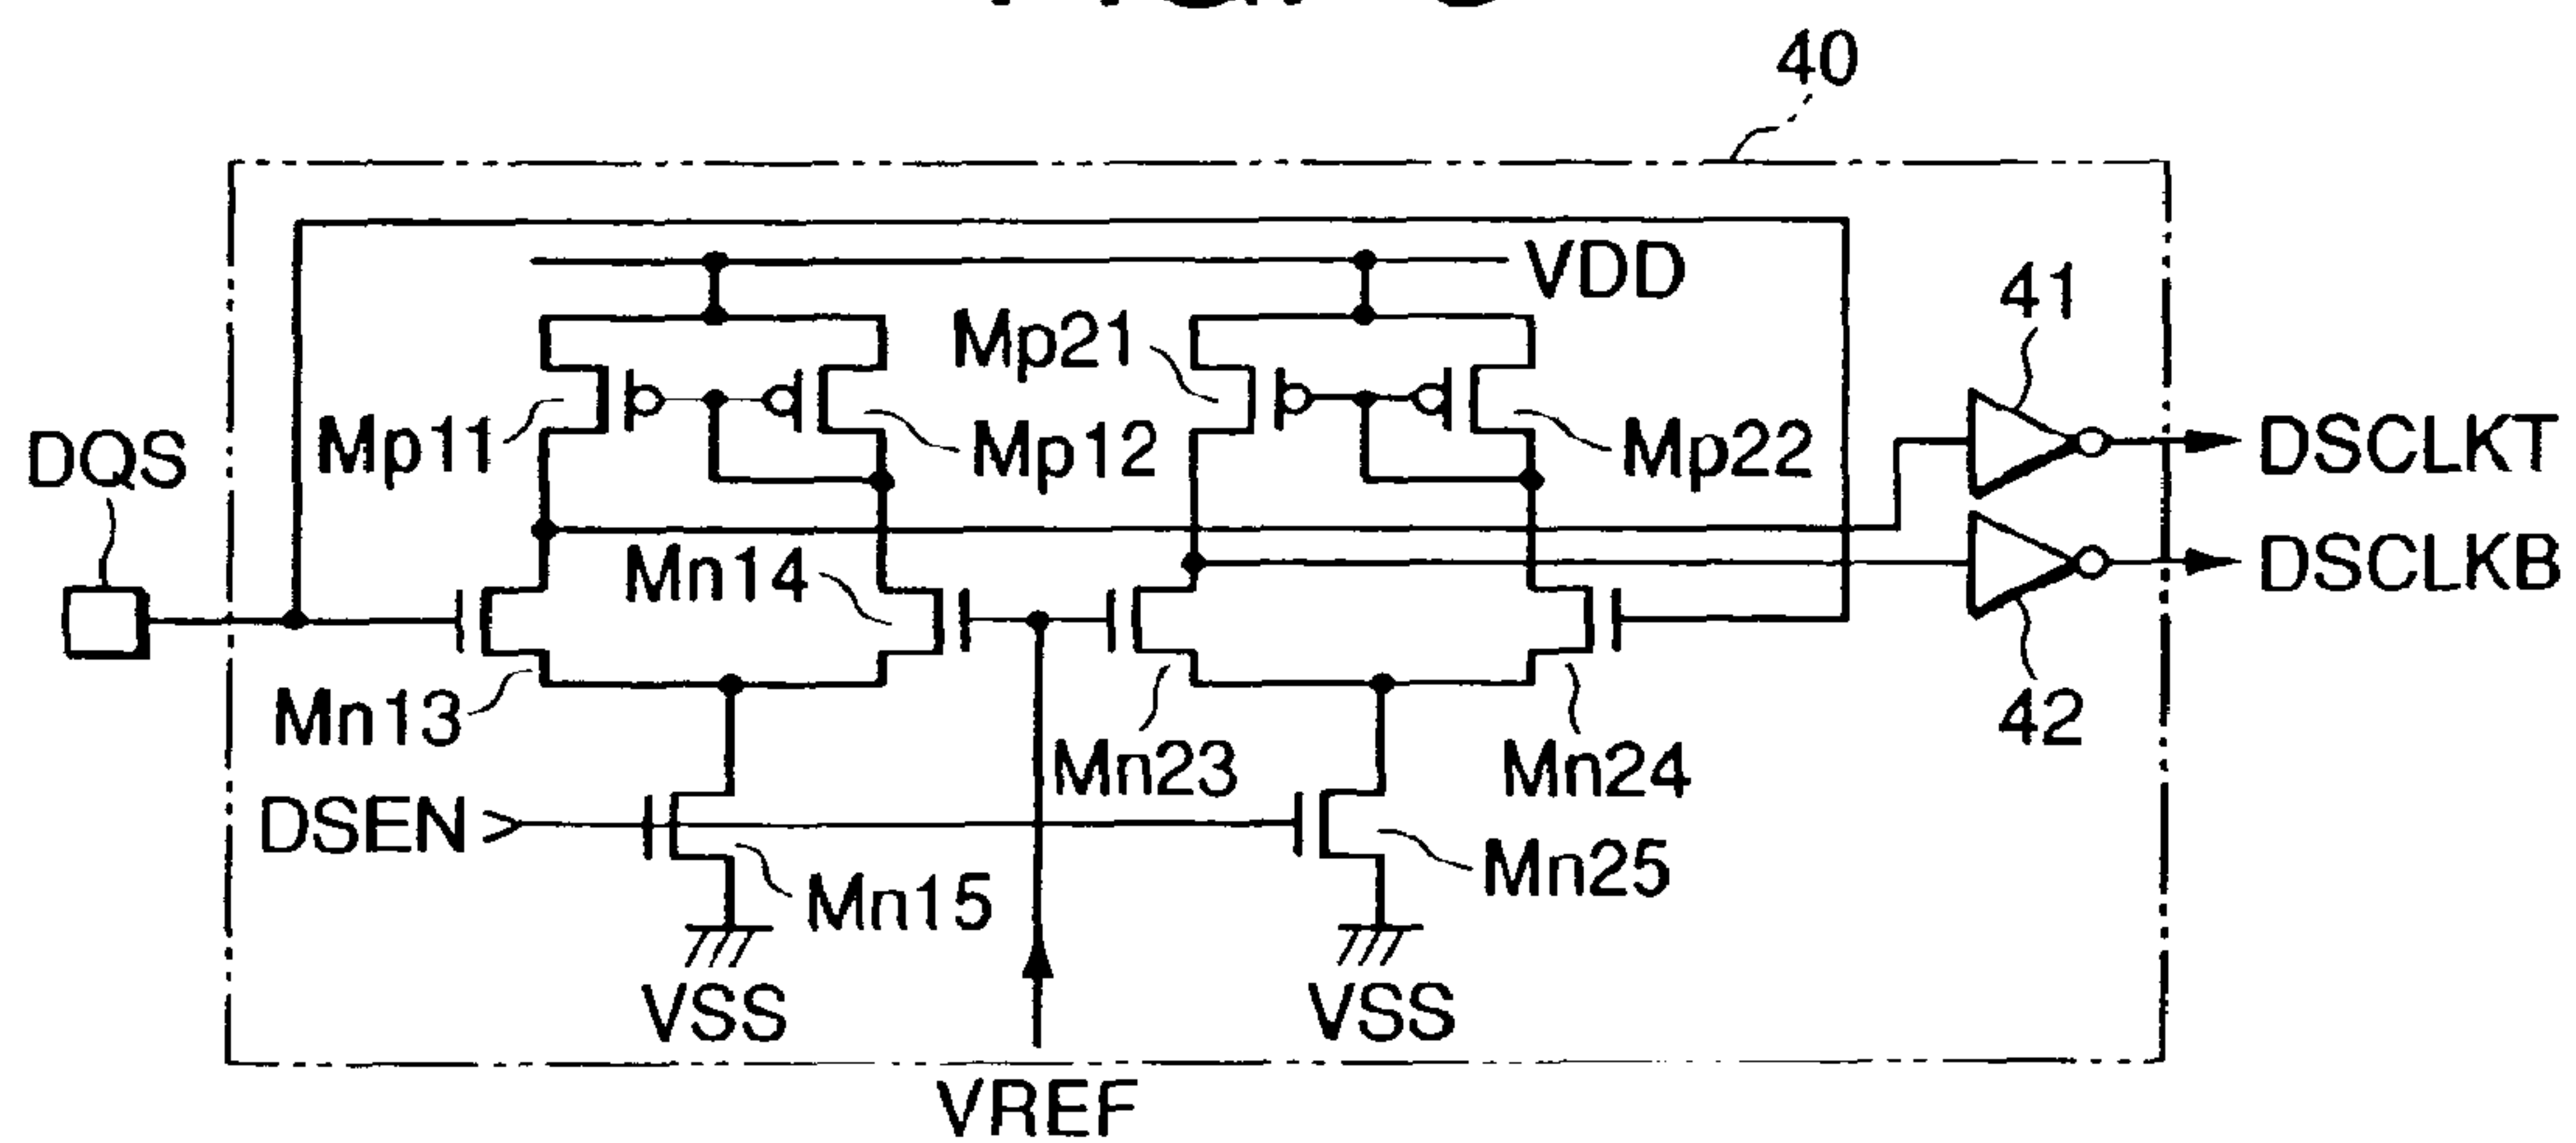 40
VDD
41
Mp21
Mp11
Mp12
Mp22
DQS
DSCLKT
Mn14
DSCLKB
Mn13
42
Mn23
Mn24
DSEN
Mn15
Mn25
VSS
VSS
VREF